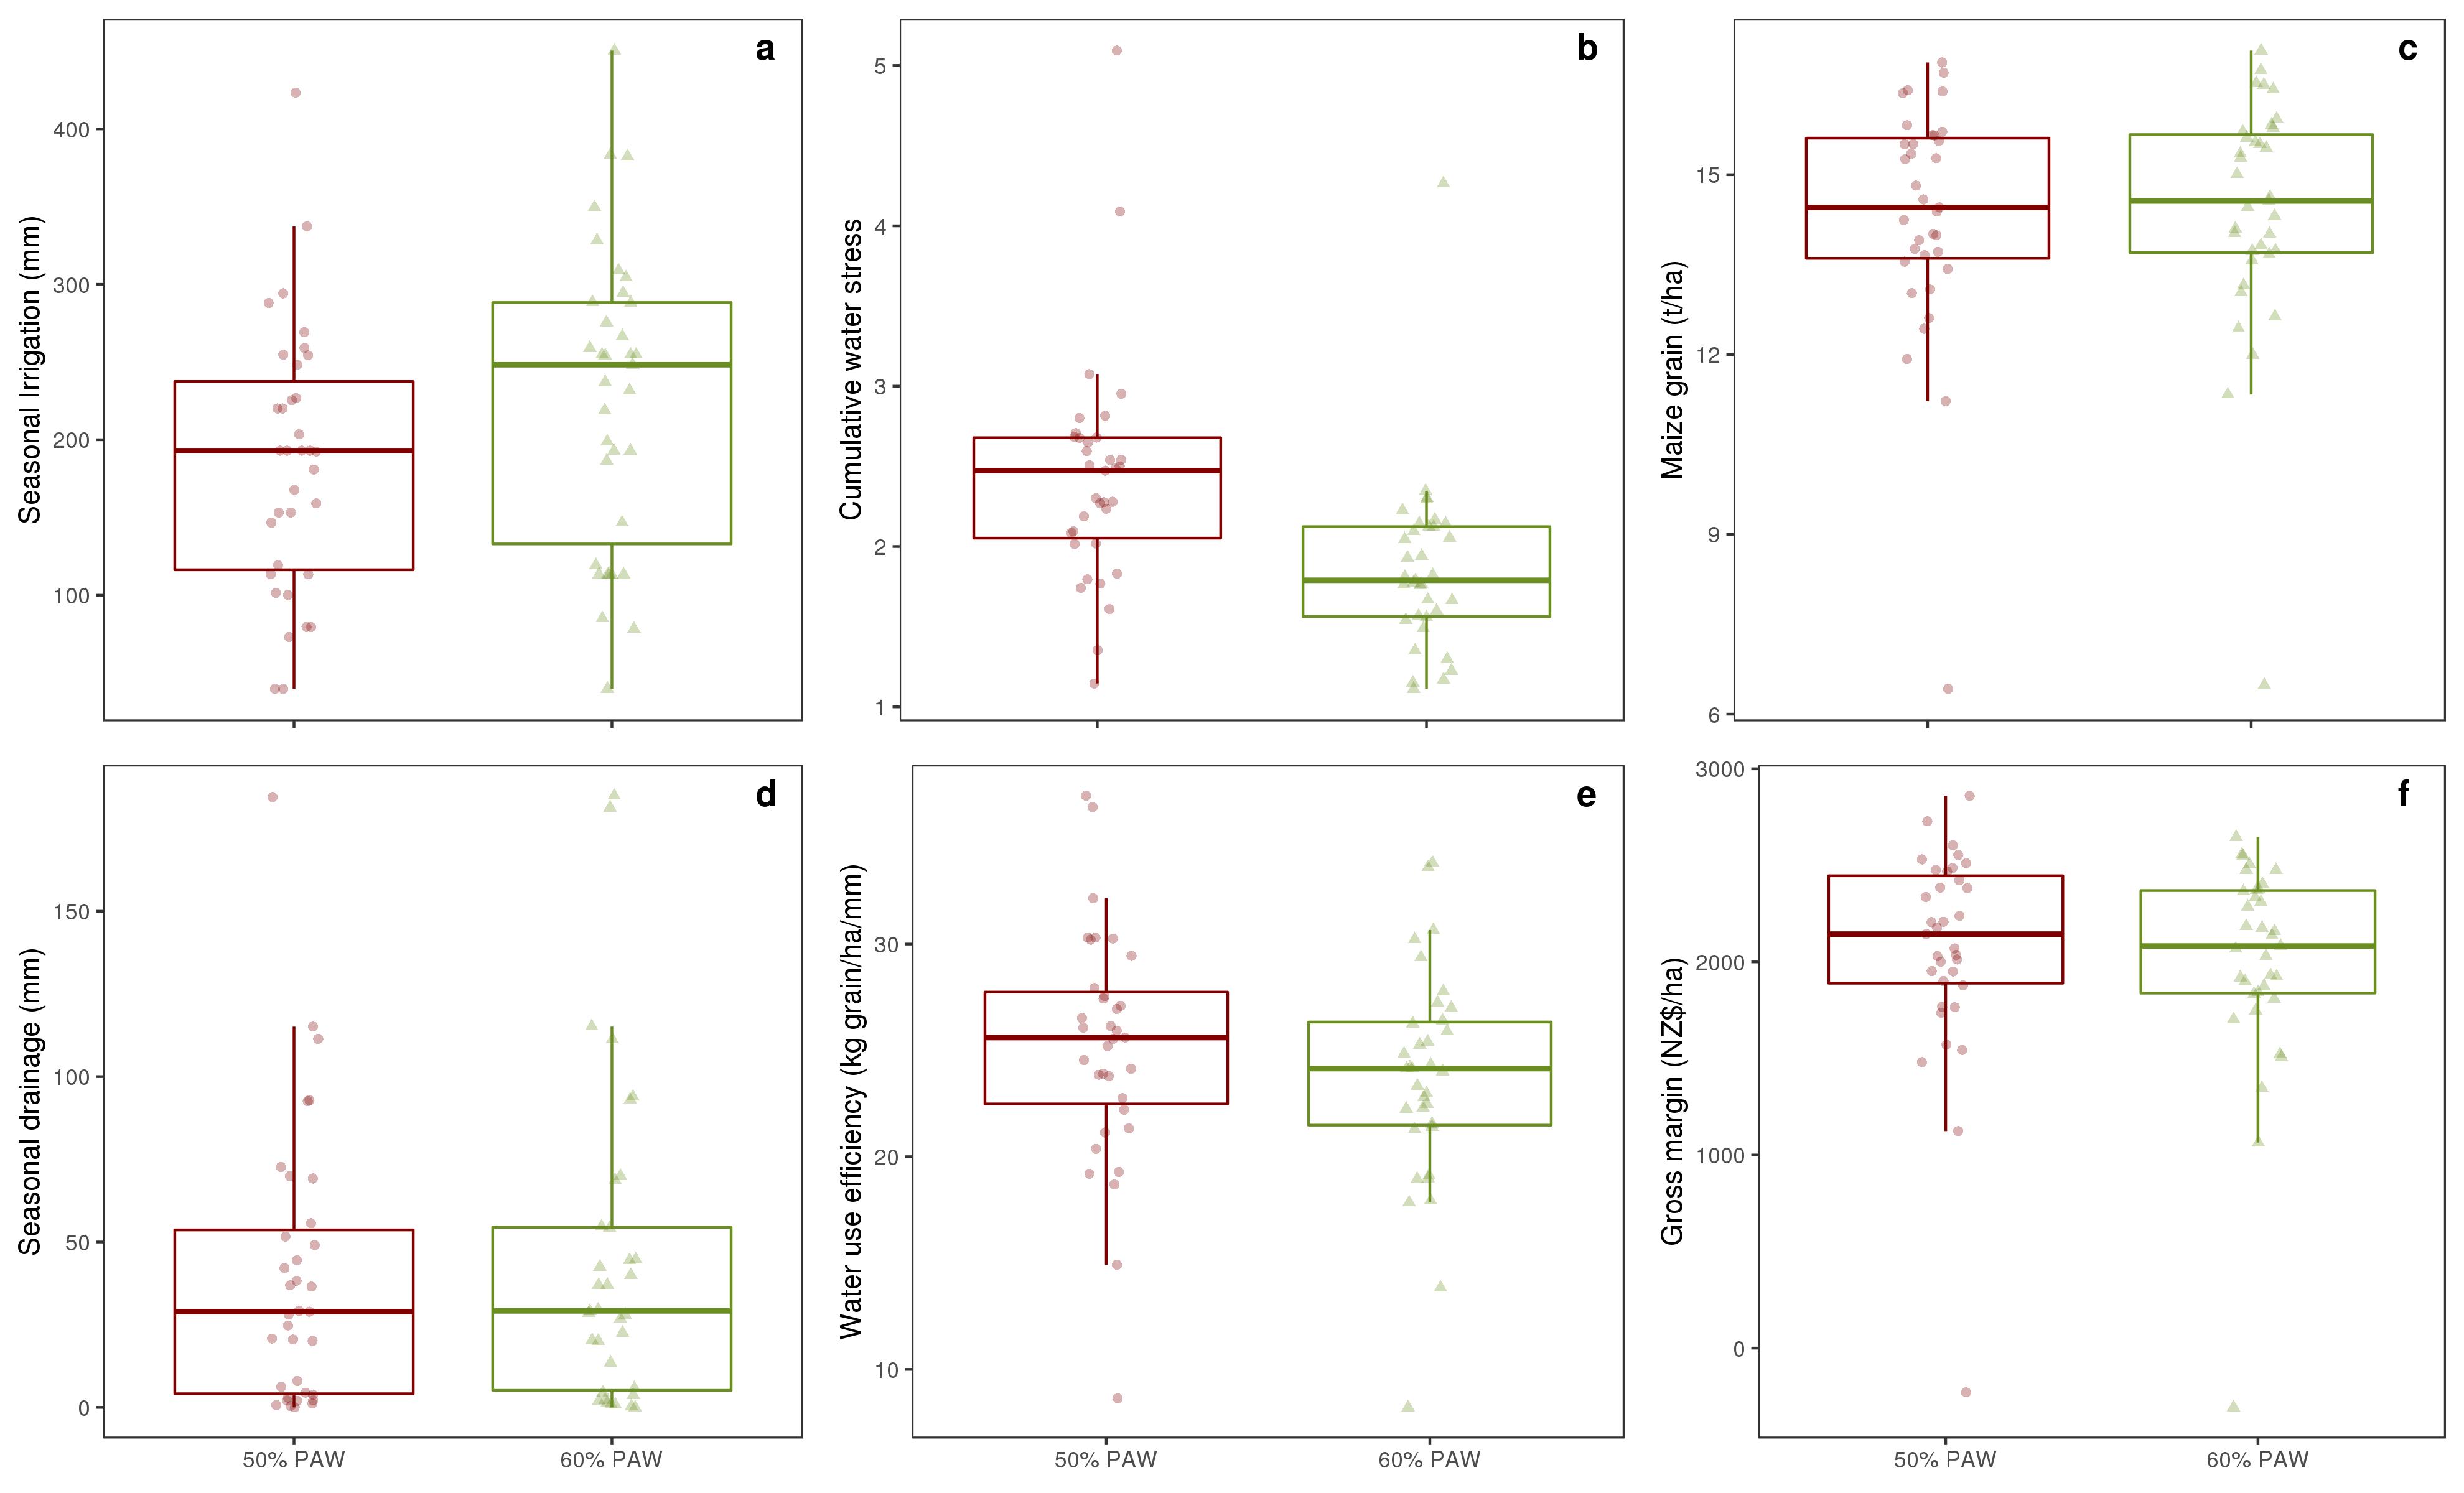 a
Seasonal Irrigation (mm)
400
300
200
100
b
Cumulative water stress
5
4
3
2
1
c
Maize grain (t/ha)
15
12
9
6
d
Seasonal drainage (mm)
150
100
50
0
50% PAW
60% PAW
e
Water use efficiency (kg grain/ha/mm)
30
20
10
50% PAW
60% PAW
f
Gross margin (NZ$/ha)
3000
2000
1000
0
50% PAW
60% PAW